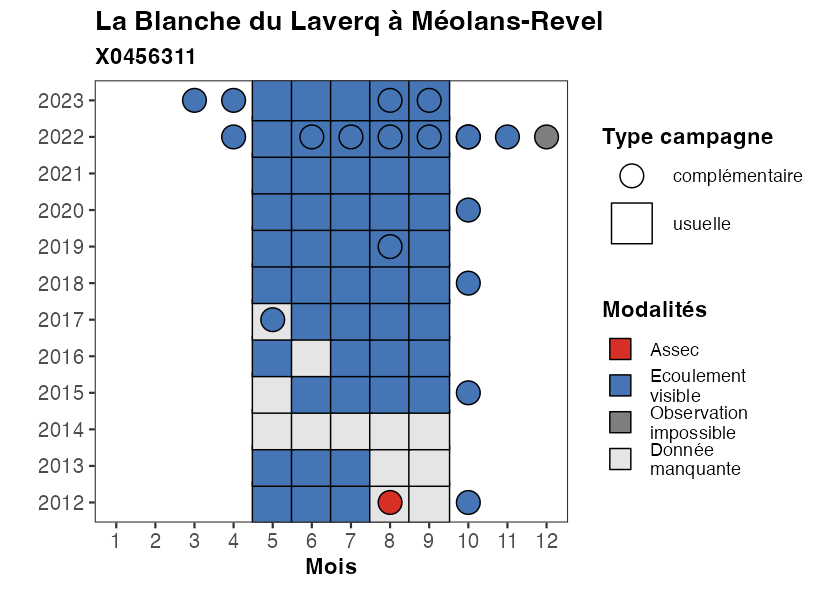 La Blanche du Laverq à Méolans-Revel
X0456311
2023
2022
2021
2020
2019
2018
2017
2016
2015
2014
2013
2012
1 2 3 4 5 6 7 8 9 10 11 12
Mois
Type campagne
complémentaire
usuelle
Modalités
Assec
Ecoulement
visible
Observation
impossible
Donnée
manquante